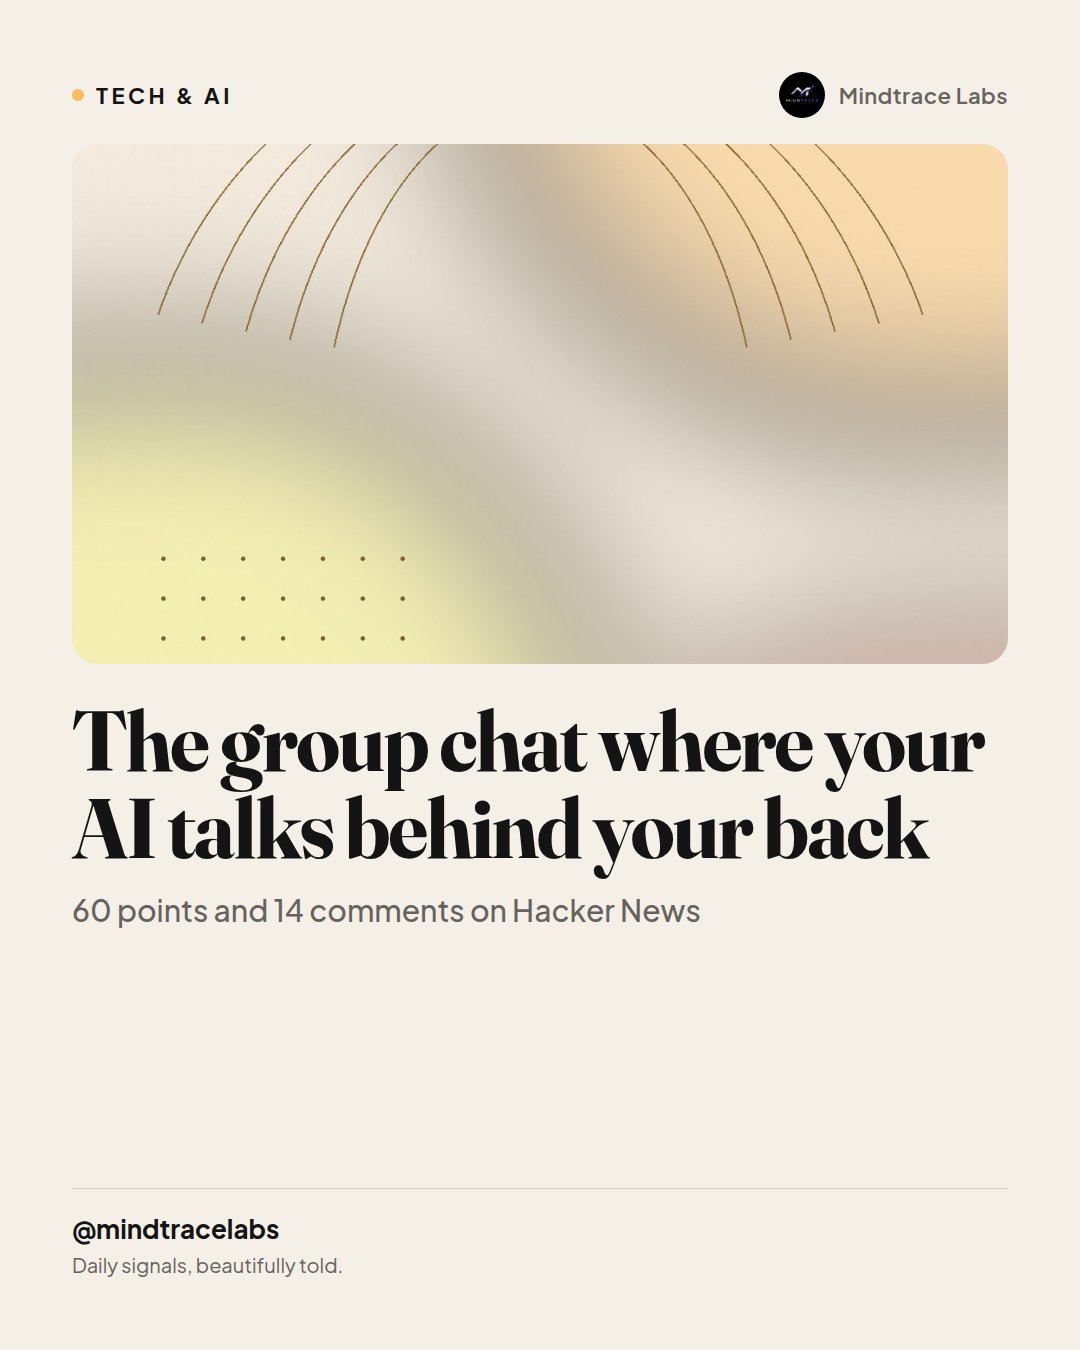 TECH & AI
MINDTRACE
Mindtrace Labs
The group chat where your
AI talks behind your back
60 points and 14 comments on Hacker News
@mindtracelabs
Daily signals, beautifully told.